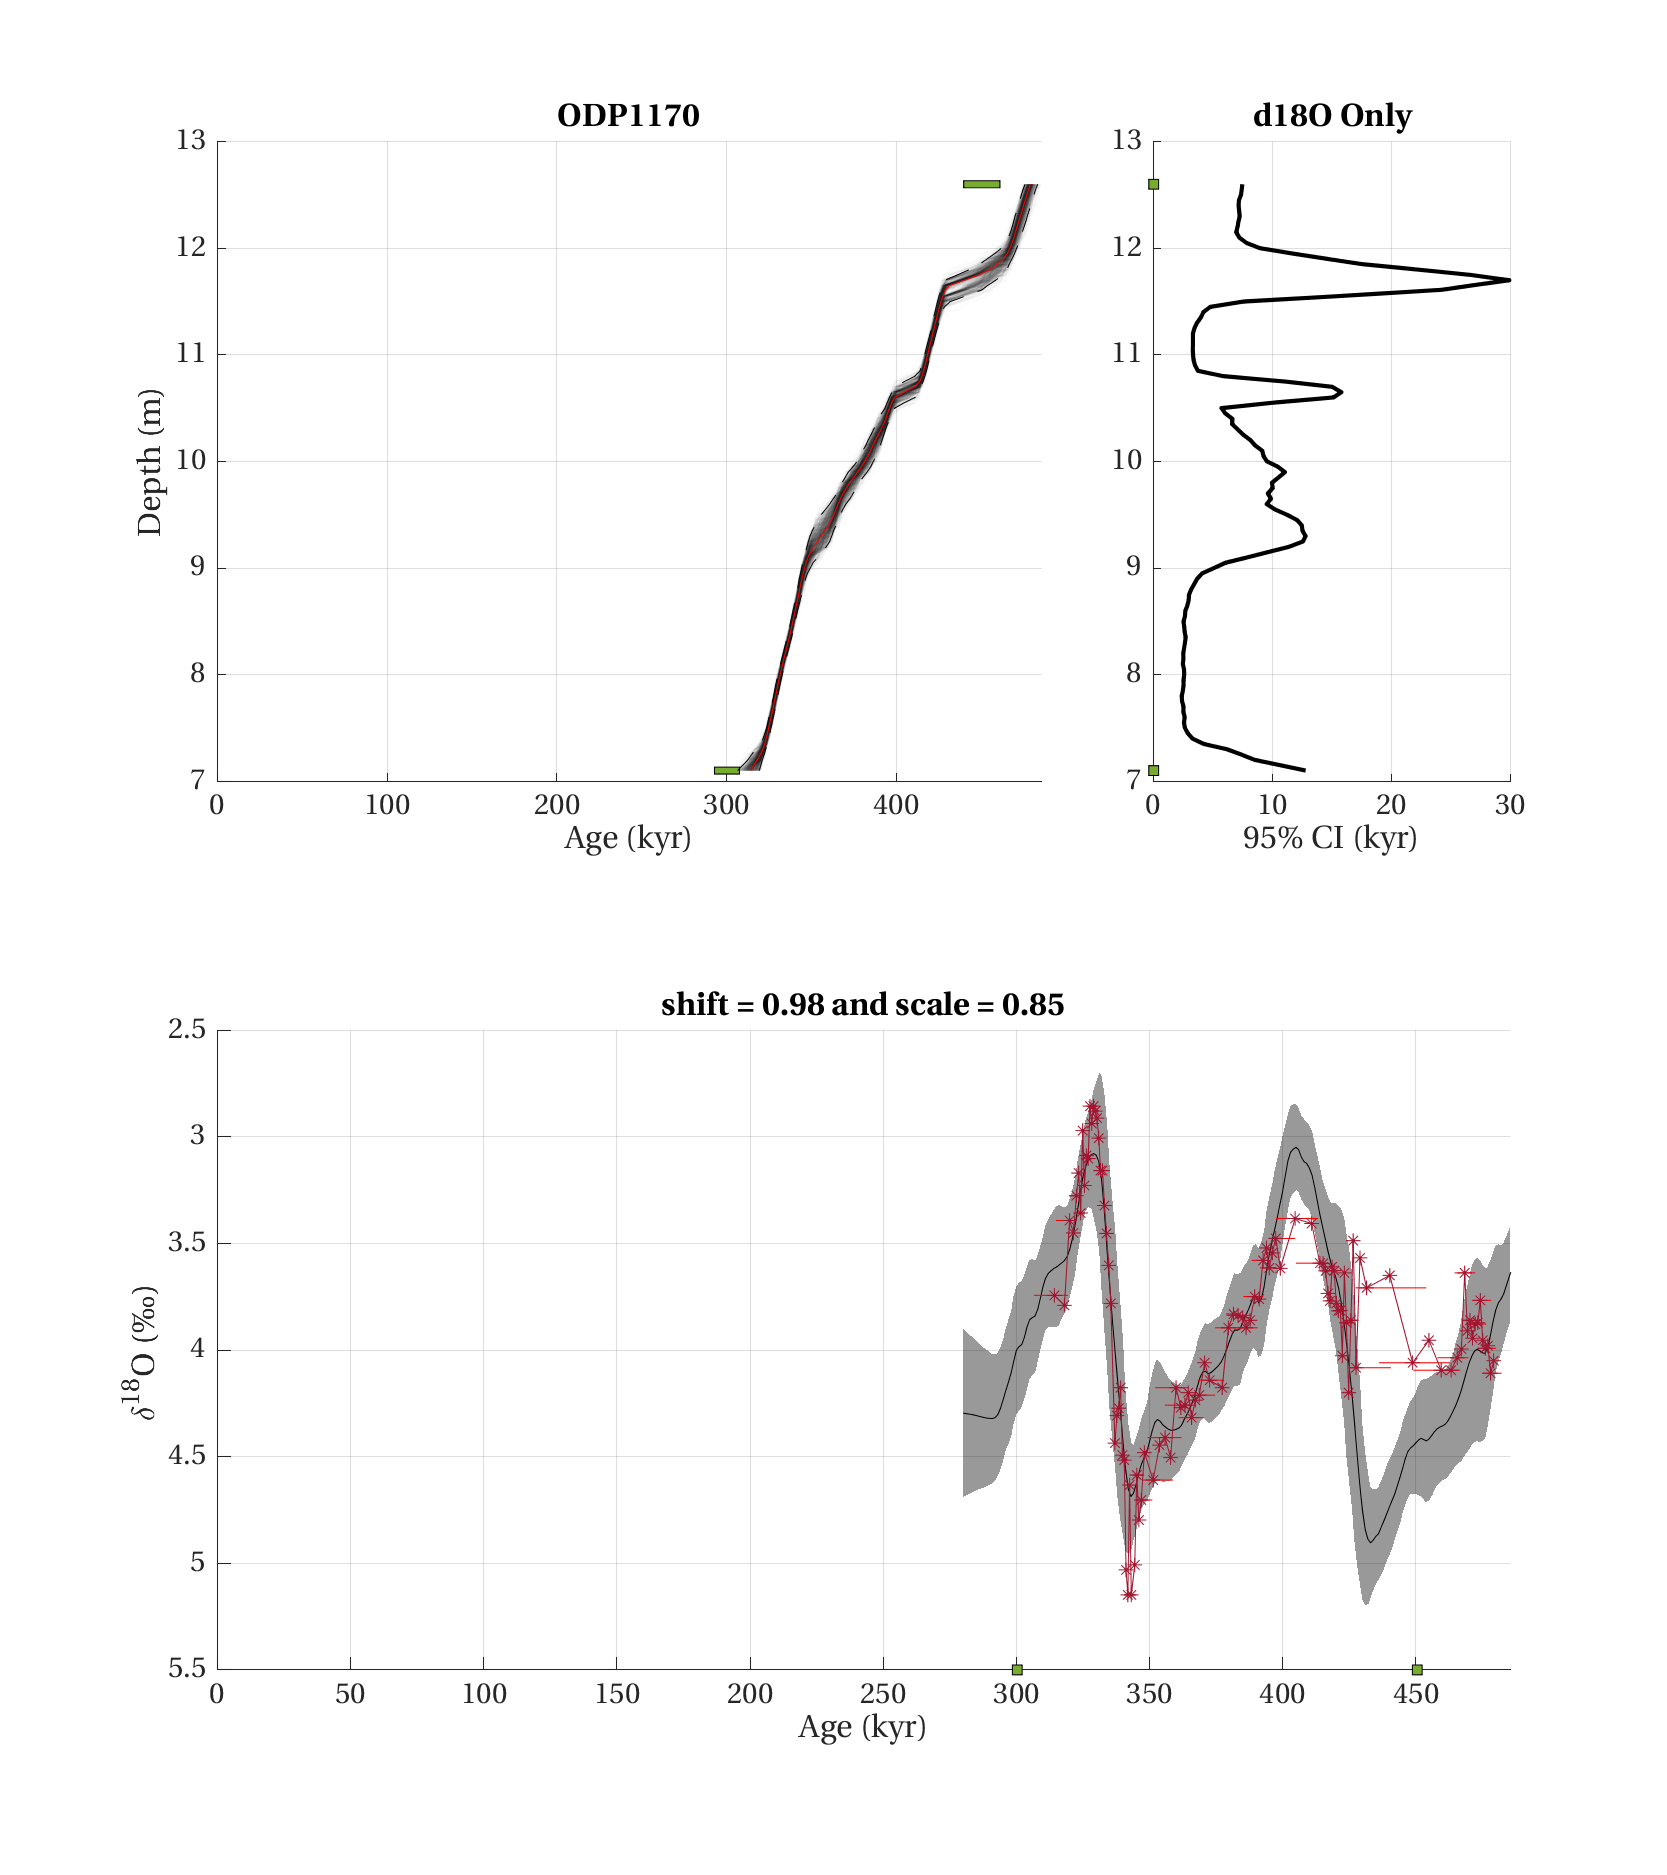 ODP1170
d18O Only
13
12
11
10
9
8
7
Depth (m)
0 100 200 300 400
Age (kyr)
13
12
11
10
9
8
7
0 10 20 30
95% CI (kyr)
shift = 0.98 and scale = 0.85
2.5
3
3.5
4
4.5
5
5.5
δ¹⁸O (‰)
0 50 100 150 200 250 300 350 400 450
Age (kyr)